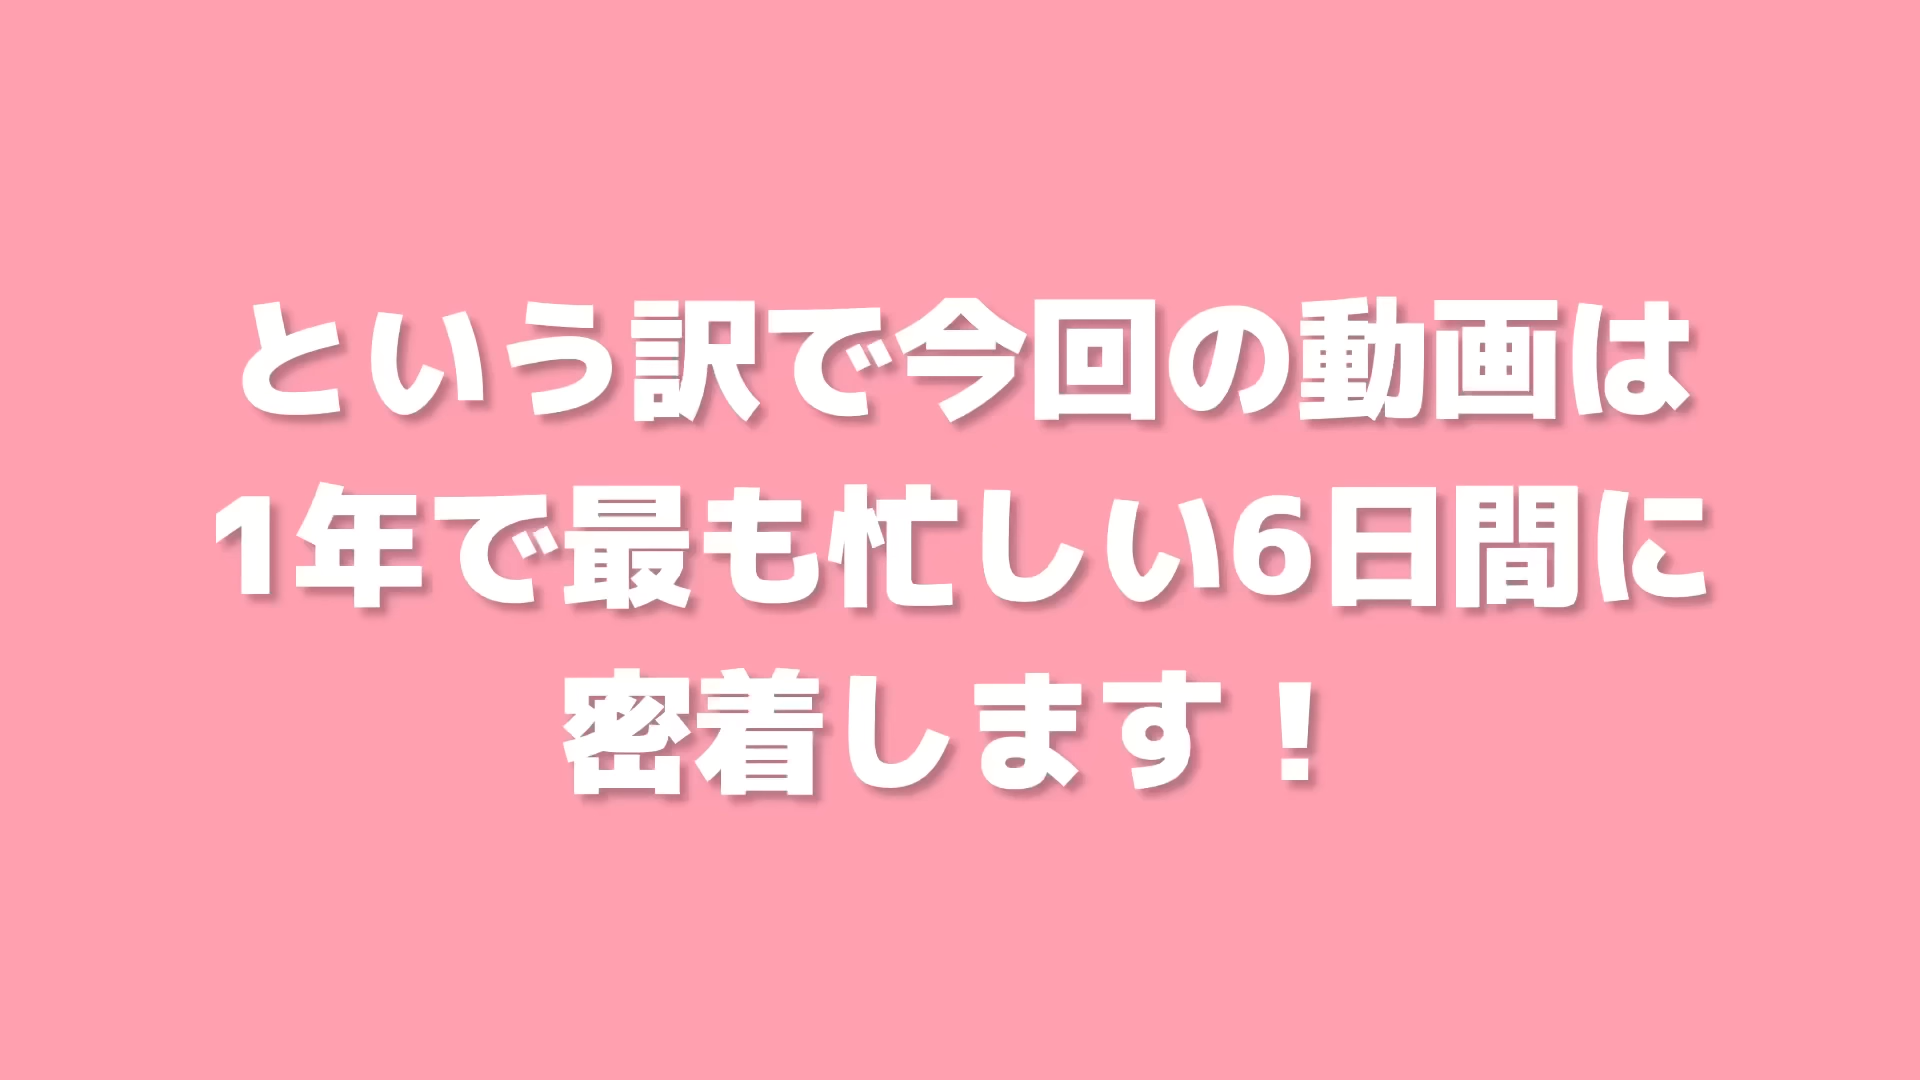 という訳で今回の動画は
1年で最も忙しい6日間に
密着します！